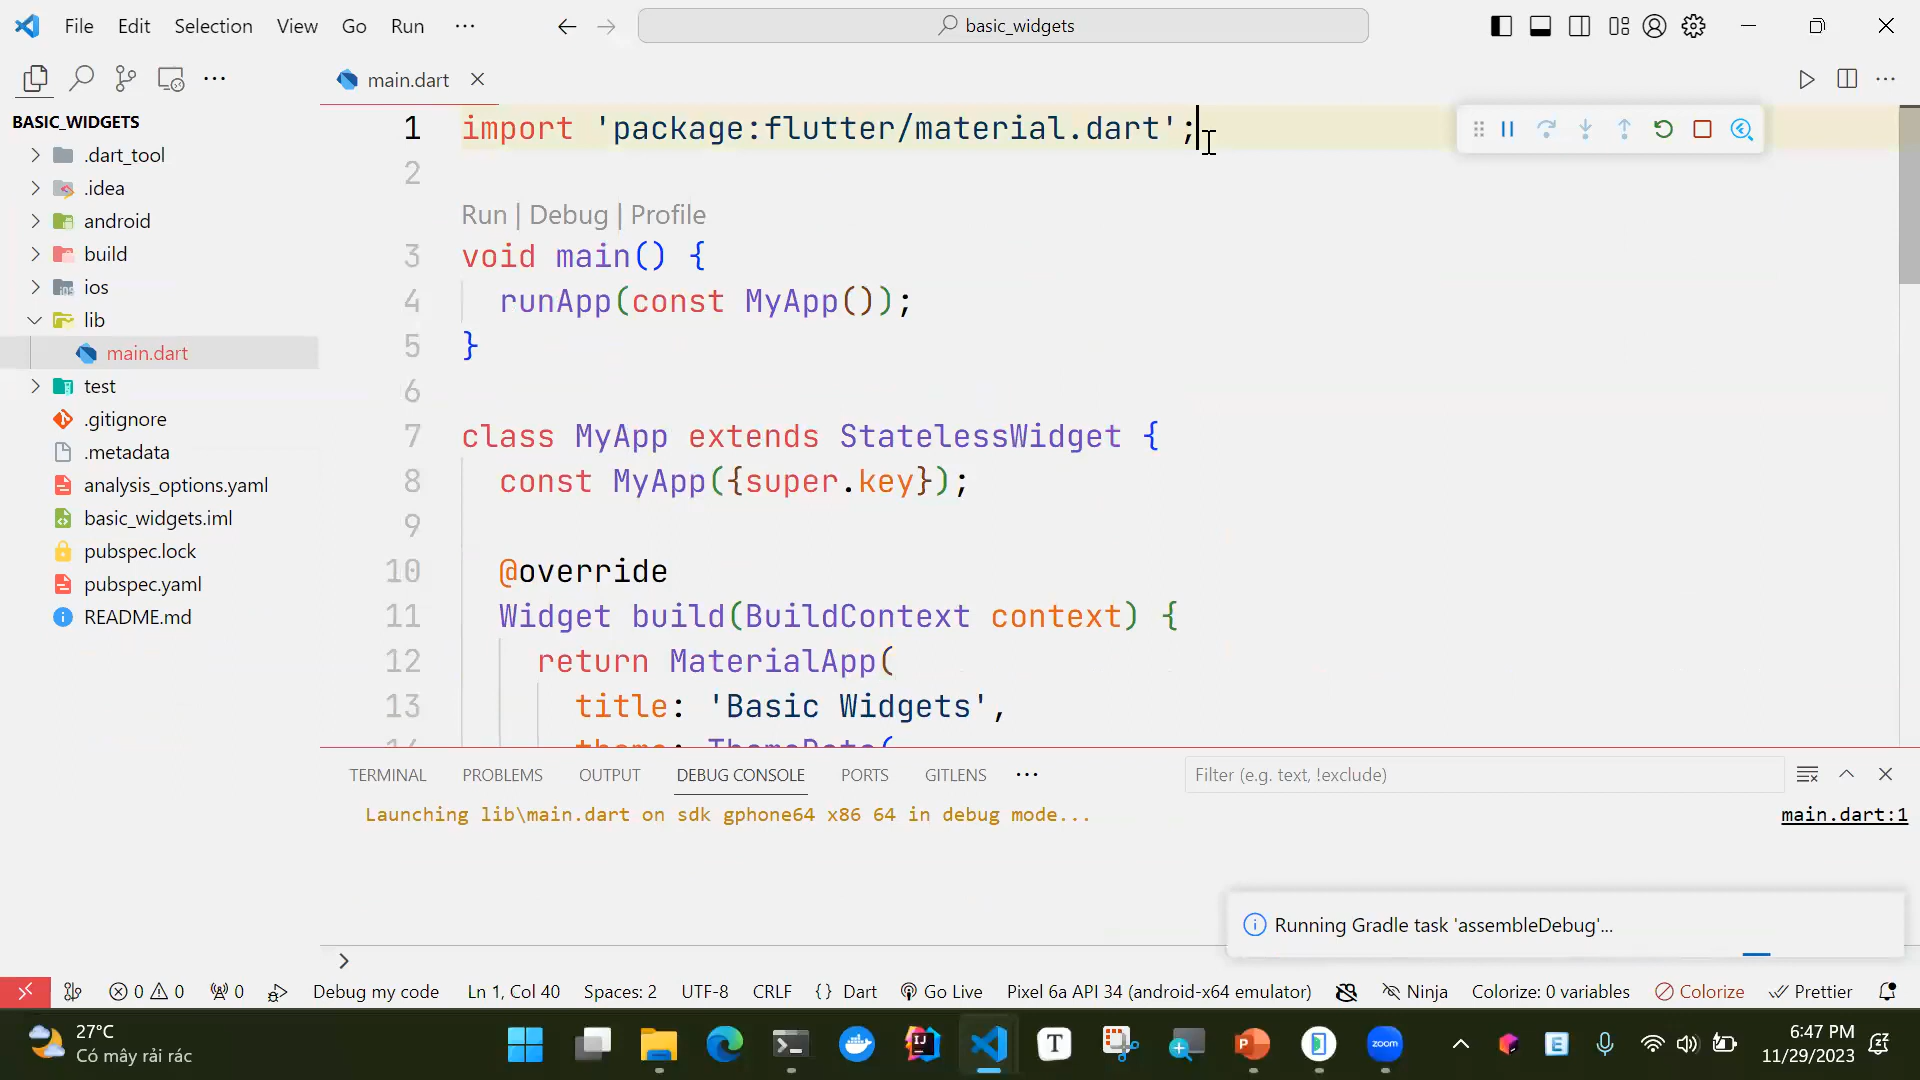 File Edit Selection View Go Run ··· basic_widgets
main.dart
BASIC_WIDGETS
.dart_tool
.idea
android
build
ios
lib
main.dart
test
.gitignore
.metadata
analysis_options.yaml
basic_widgets.iml
pubspec.lock
pubspec.yaml
README.md
1 import 'package:flutter/material.dart';
2
Run | Debug | Profile
3 void main() {
4 runApp(const MyApp());
5 }
6
7 class MyApp extends StatelessWidget {
8 const MyApp({super.key});
9
10 @override
11 Widget build(BuildContext context) {
12 return MaterialApp(
13 title: 'Basic Widgets',
14 theme: ThemeData(
TERMINAL PROBLEMS OUTPUT DEBUG CONSOLE PORTS GITLENS ··· Filter (e.g. text, !exclude)
Launching lib\main.dart on sdk gphone64 x86 64 in debug mode... main.dart:1
Running Gradle task 'assembleDebug'...
0 0 0 Debug my code Ln 1, Col 40 Spaces: 2 UTF-8 CRLF {} Dart Go Live Pixel 6a API 34 (android-x64 emulator) Ninja Colorize: 0 variables Colorize Prettier
27°C
Có mây rải rác
T
zoom
6:47 PM
11/29/2023